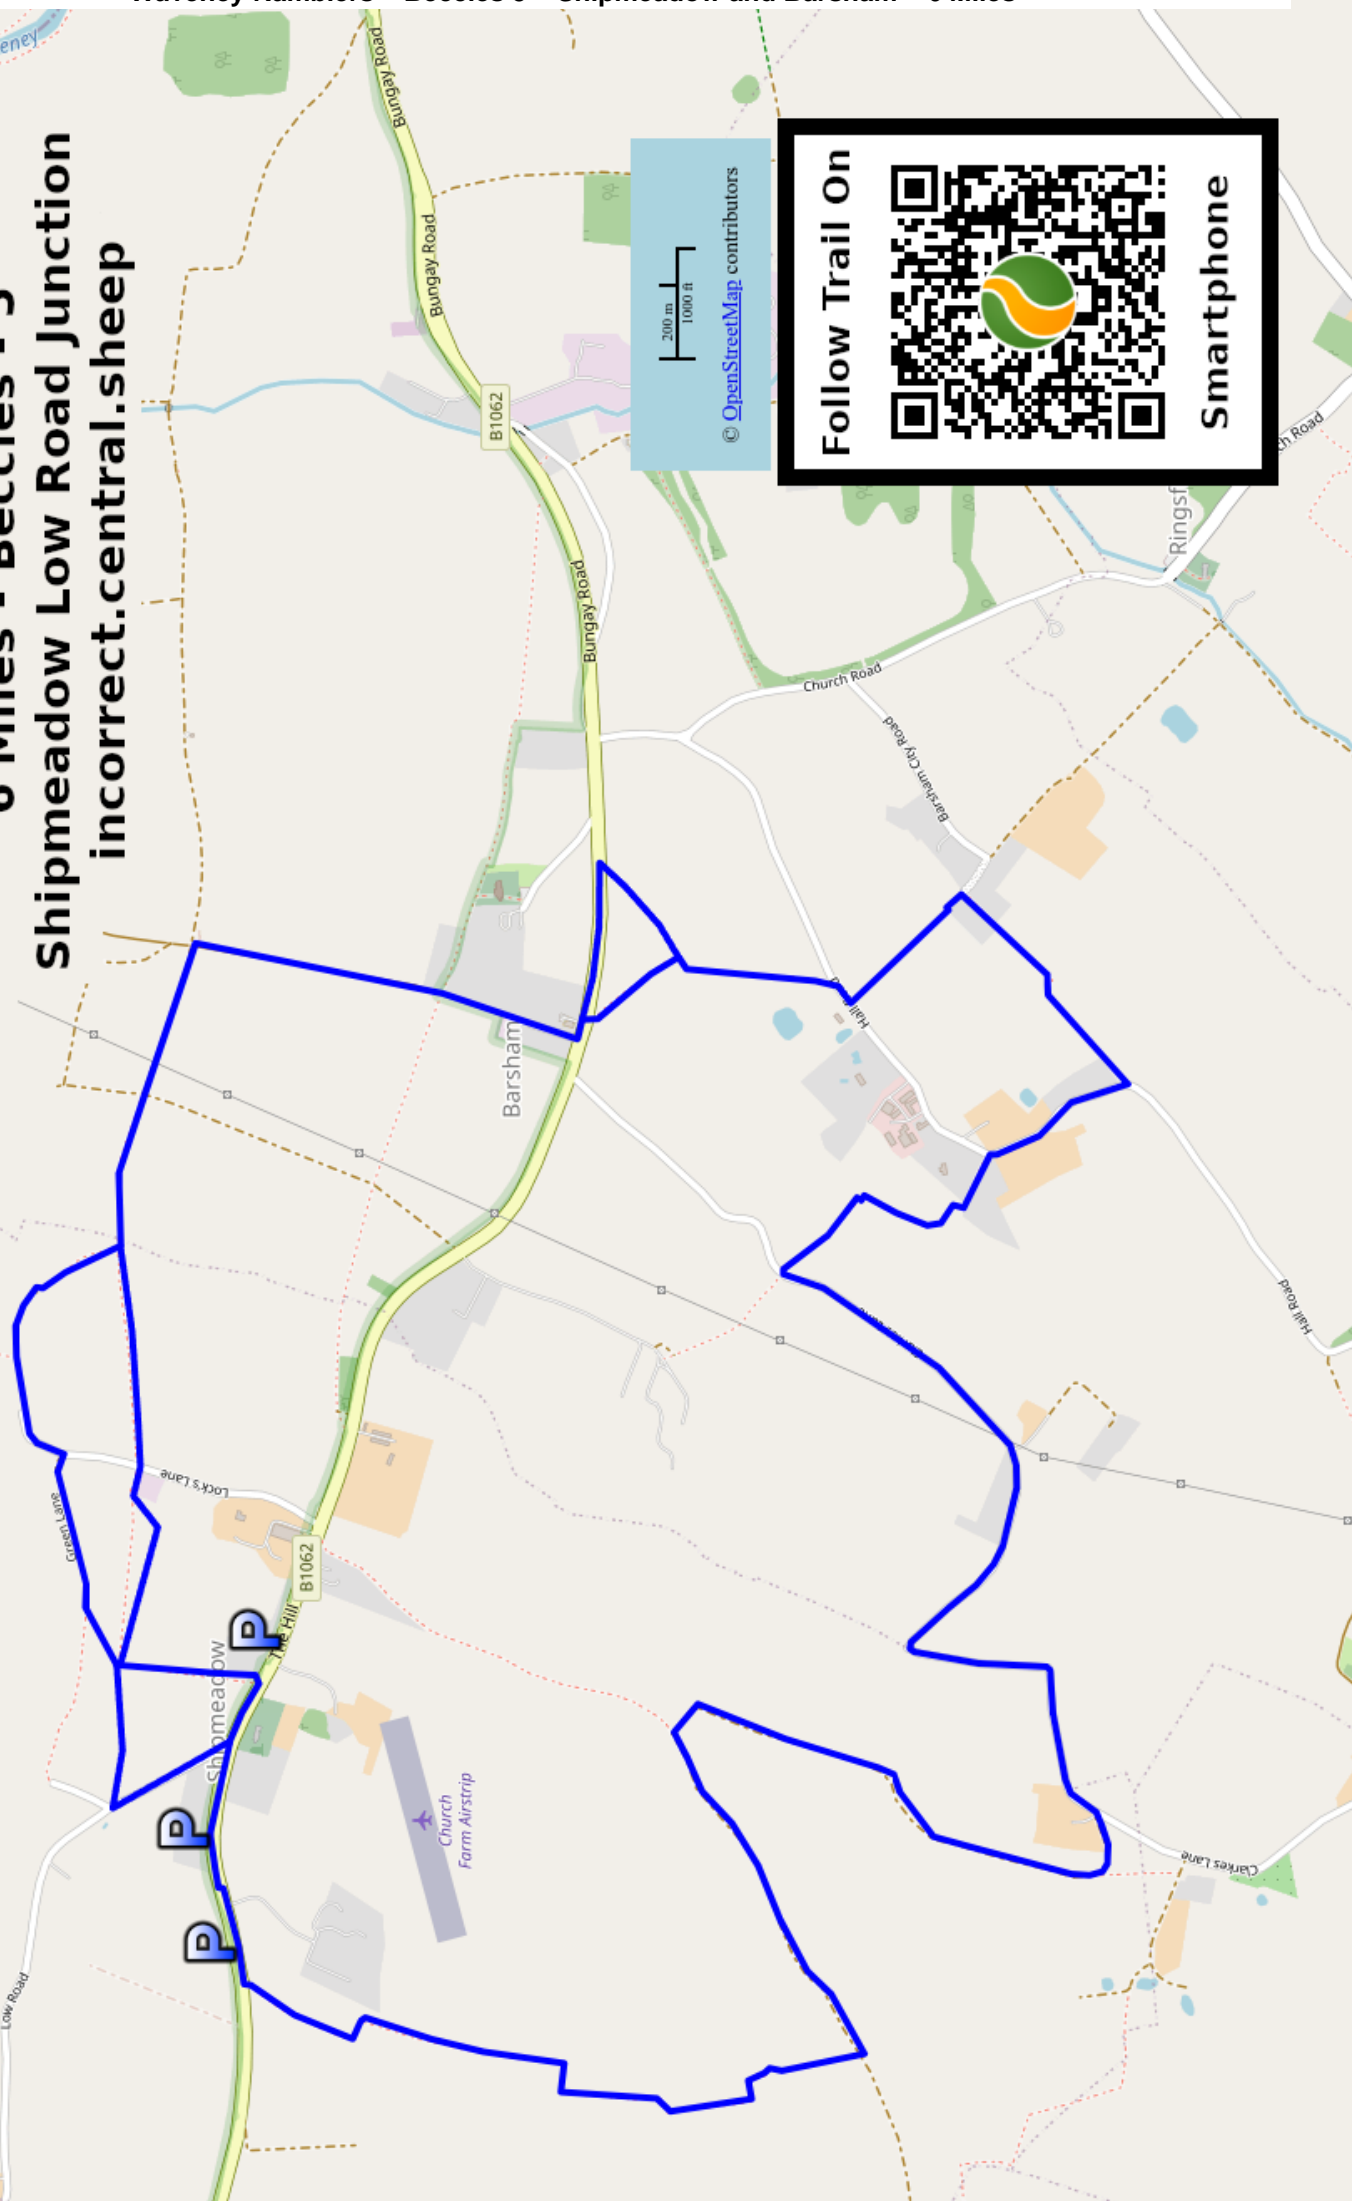 6 Miles
Shipmeadow Low Road Junction
incorrect.central.sheep
Bungay Road
Bungay Road
Bungay Road
B1062
B1062
The Hill
Barsham
Shipmeadow
Lock's Lane
Green Lane
Low Road
P
P
P
Church
Farm Airstrip
Church Road
Barsham City Road
Hall Road
Clarkes Lane
200 m
1000 ft
© OpenStreetMap contributors
Follow Trail On
Smartphone